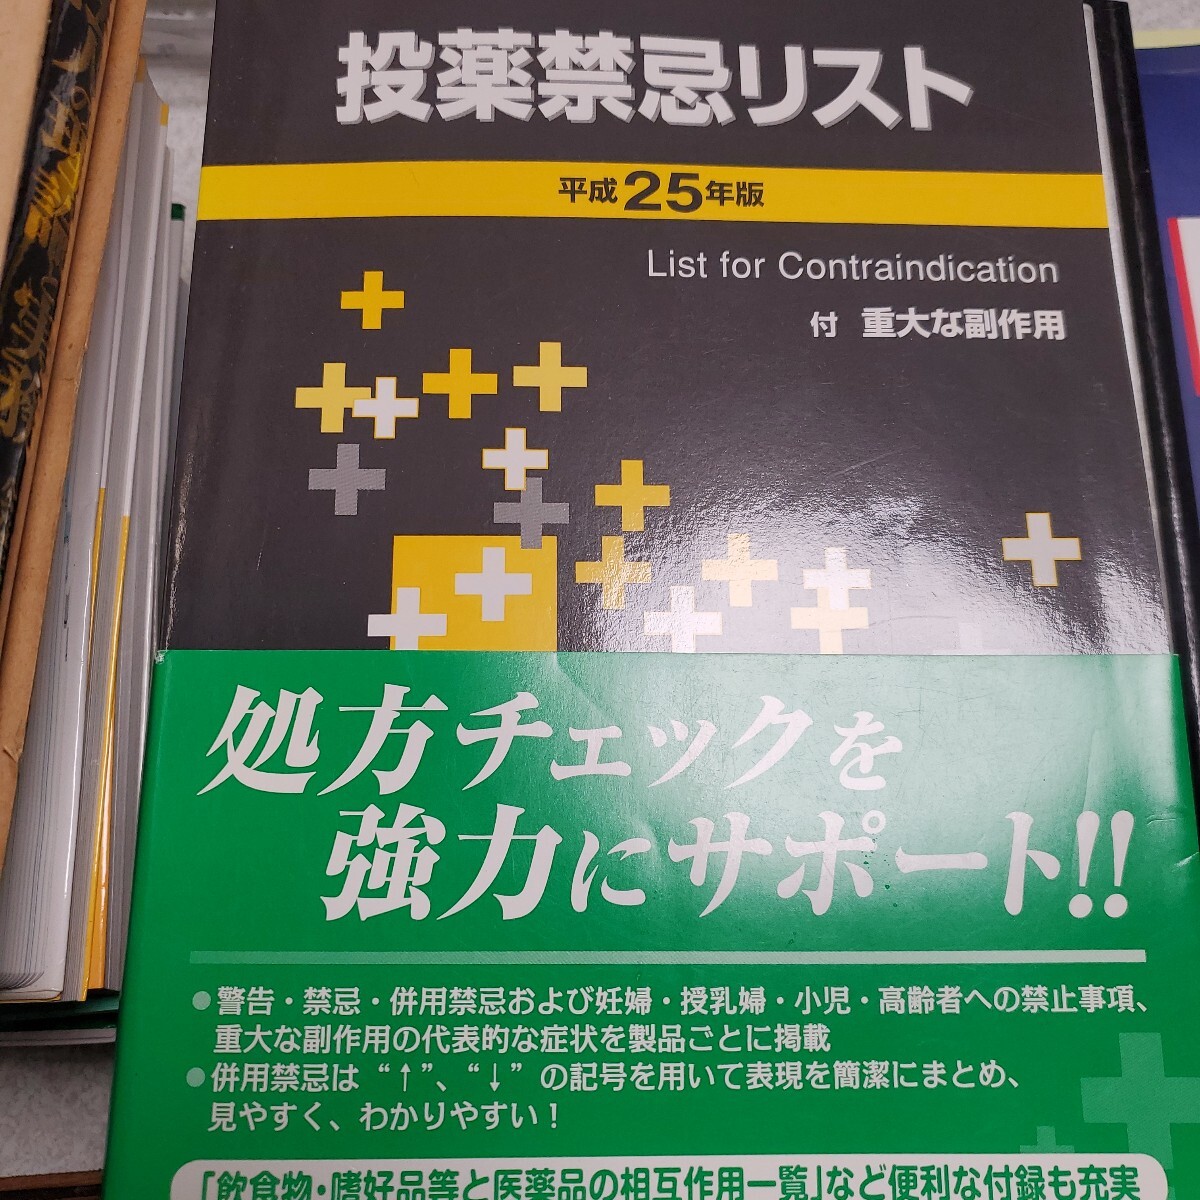 投薬禁忌リスト
平成25年版
List for Contraindication
付 重大な副作用
処方チェックを
強力にサポート!!
●警告・禁忌・併用禁忌および妊婦・授乳婦・小児・高齢者への禁止事項、
重大な副作用の代表的な症状を製品ごとに掲載
●併用禁忌は“↑”、“↓”の記号を用いて表現を簡潔にまとめ、
見やすく、わかりやすい！
「飲食物・嗜好品等と医薬品の相互作用一覧」など便利な付録も充実